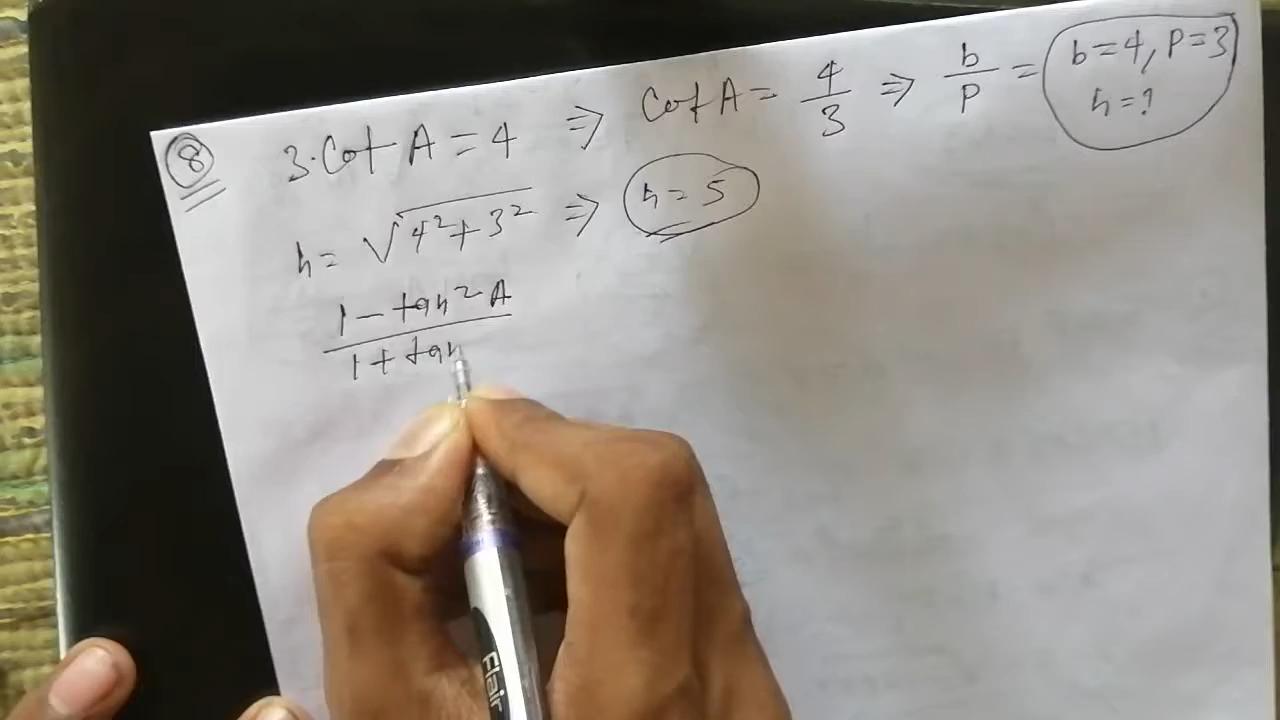 ⑧ 3·Cot A = 4 ⇒ Cot A = 4/3 ⇒ b/P = b=4, P=3
h=?
h = √4²+3² ⇒ h = 5
1 - tan²A
1 + tan
Flair